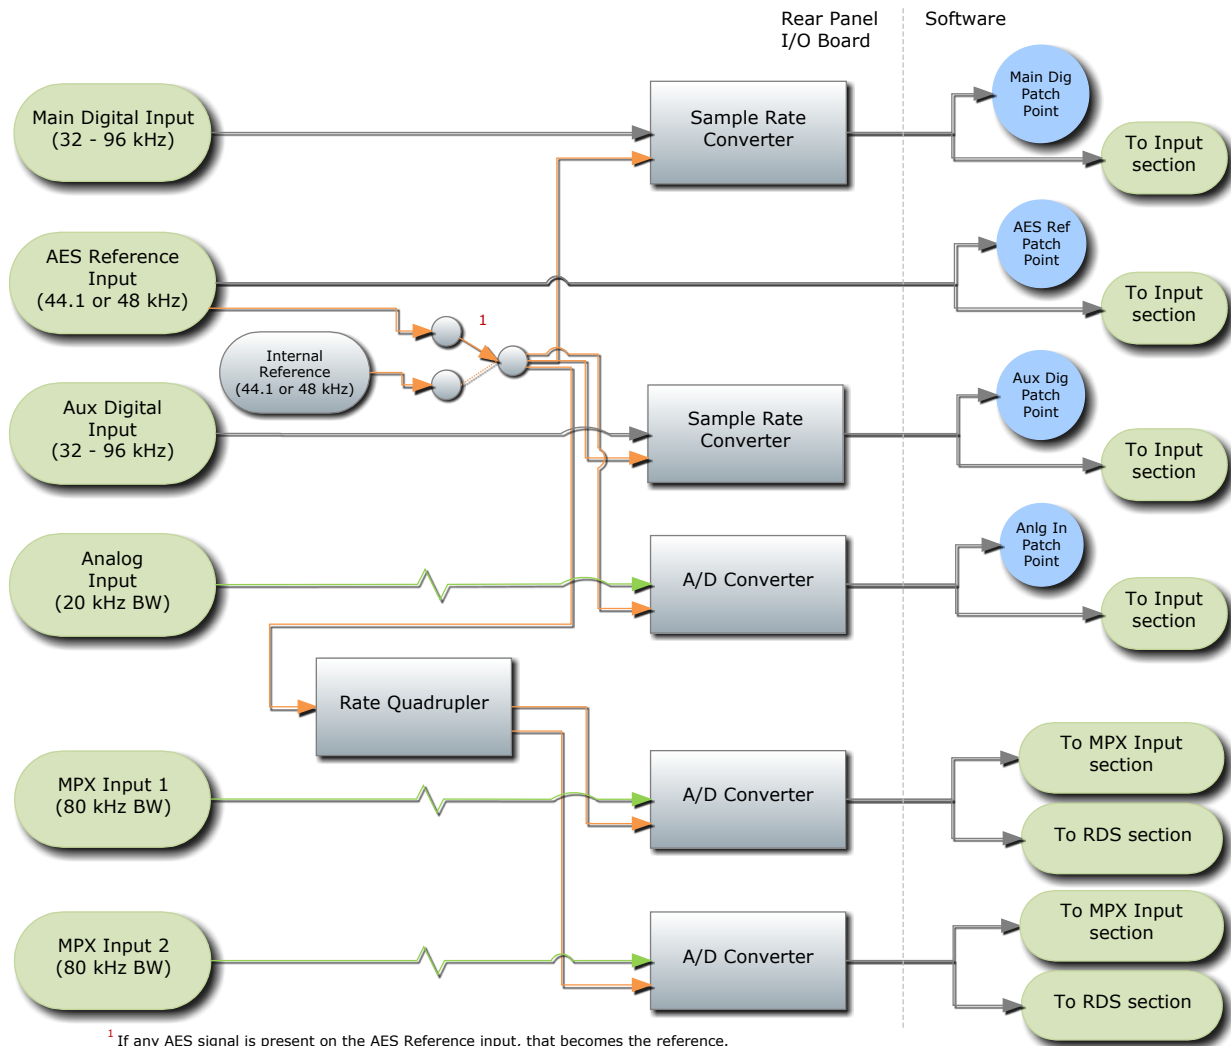 Rear Panel
I/O Board
Software
Main Digital Input
(32 - 96 kHz)
Sample Rate
Converter
Main Dig
Patch
Point
To Input
section
AES Reference
Input
(44.1 or 48 kHz)
AES Ref
Patch
Point
To Input
section
1
Internal
Reference
(44.1 or 48 kHz)
Aux Digital
Input
(32 - 96 kHz)
Sample Rate
Converter
Aux Dig
Patch
Point
To Input
section
Analog
Input
(20 kHz BW)
A/D Converter
Anlg In
Patch
Point
To Input
section
Rate Quadrupler
MPX Input 1
(80 kHz BW)
A/D Converter
To MPX Input
section
To RDS section
MPX Input 2
(80 kHz BW)
A/D Converter
To MPX Input
section
To RDS section
1 If any AES signal is present on the AES Reference input, that becomes the reference.